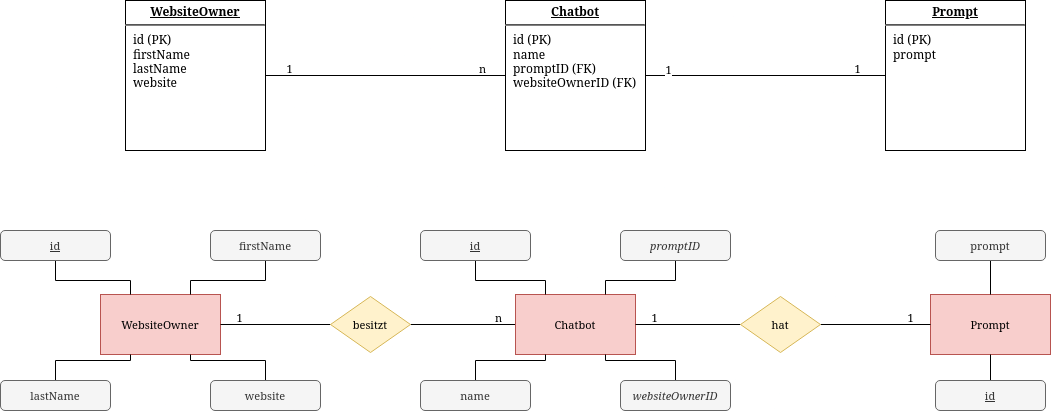 WebsiteOwner
id (PK)
firstName
lastName
website
1
n
Chatbot
id (PK)
name
promptID (FK)
websiteOwnerID (FK)
1
1
Prompt
id (PK)
prompt
id
firstName
id
promptID
prompt
WebsiteOwner
1
besitzt
n
Chatbot
1
hat
1
Prompt
lastName
website
name
websiteOwnerID
id